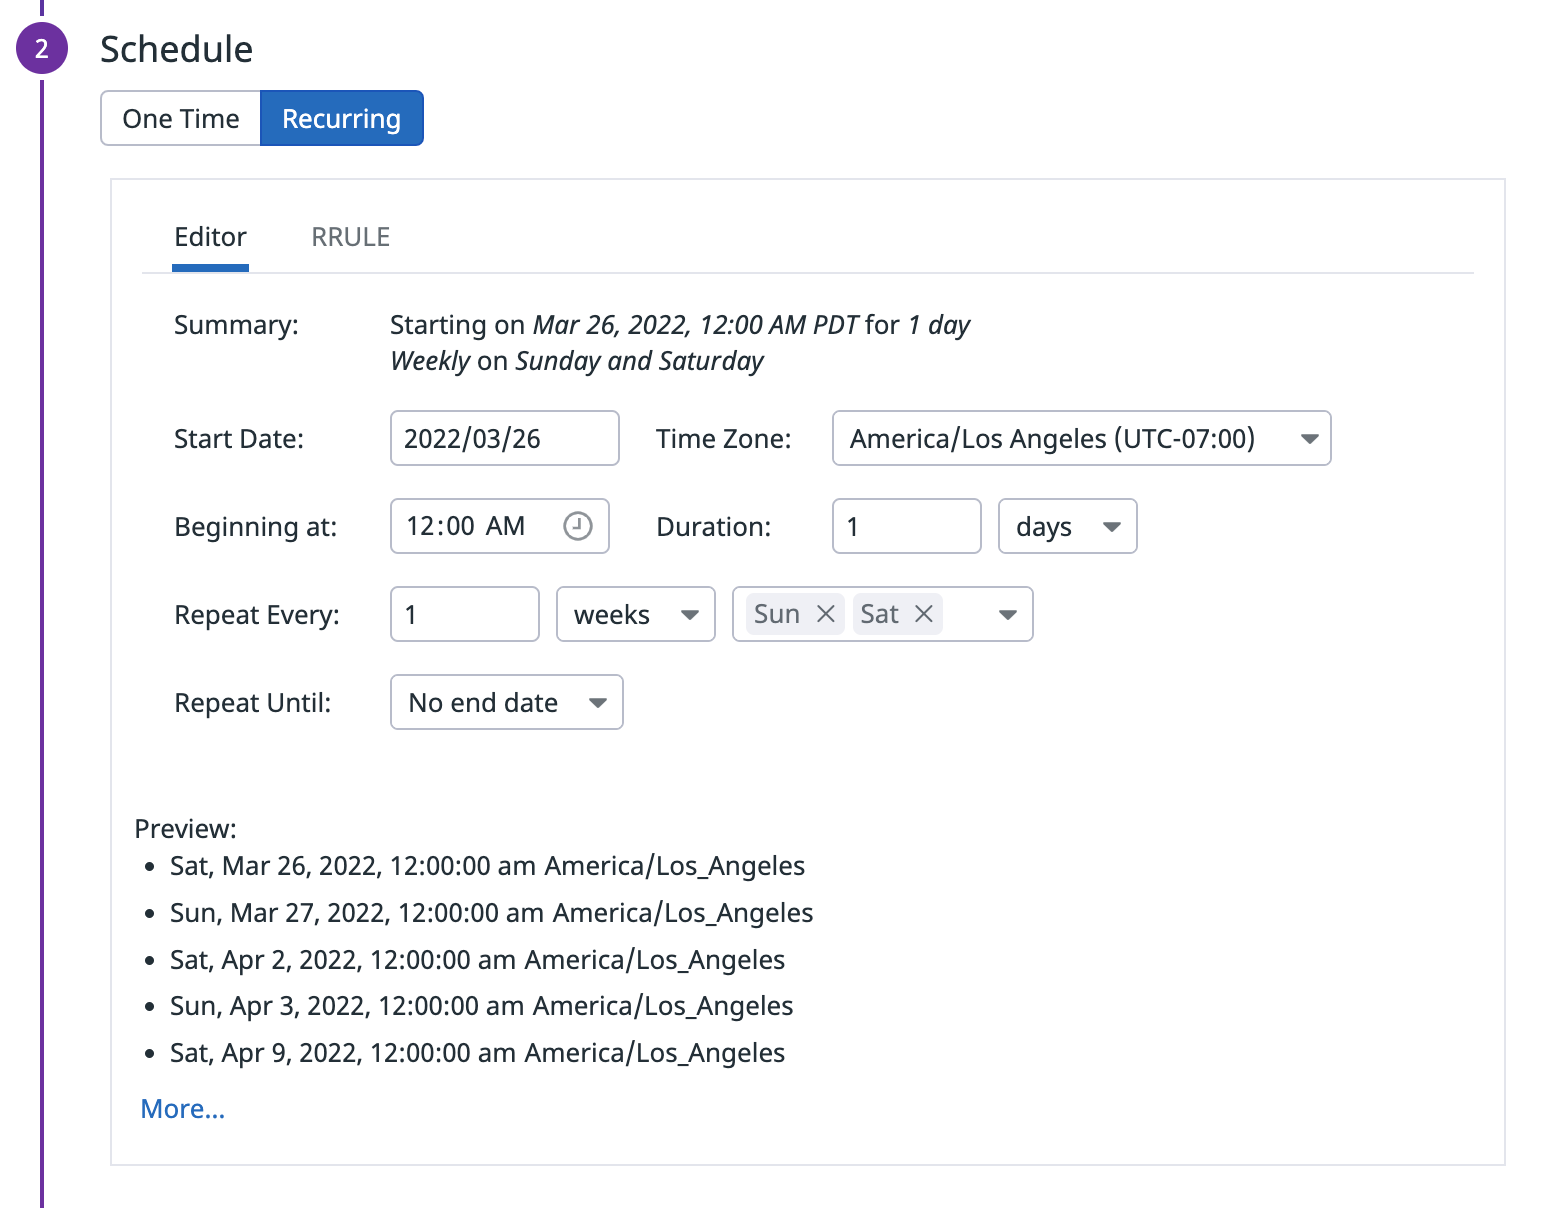 2
Schedule
One Time Recurring
Editor RRULE
Summary: Starting on Mar 26, 2022, 12:00 AM PDT for 1 day
Weekly on Sunday and Saturday
Start Date: 2022/03/26 Time Zone: America/Los Angeles (UTC-07:00)
Beginning at: 12:00 AM Duration: 1 days
Repeat Every: 1 weeks Sun Sat
Repeat Until: No end date
Preview:
Sat, Mar 26, 2022, 12:00:00 am America/Los_Angeles
Sun, Mar 27, 2022, 12:00:00 am America/Los_Angeles
Sat, Apr 2, 2022, 12:00:00 am America/Los_Angeles
Sun, Apr 3, 2022, 12:00:00 am America/Los_Angeles
Sat, Apr 9, 2022, 12:00:00 am America/Los_Angeles
More...